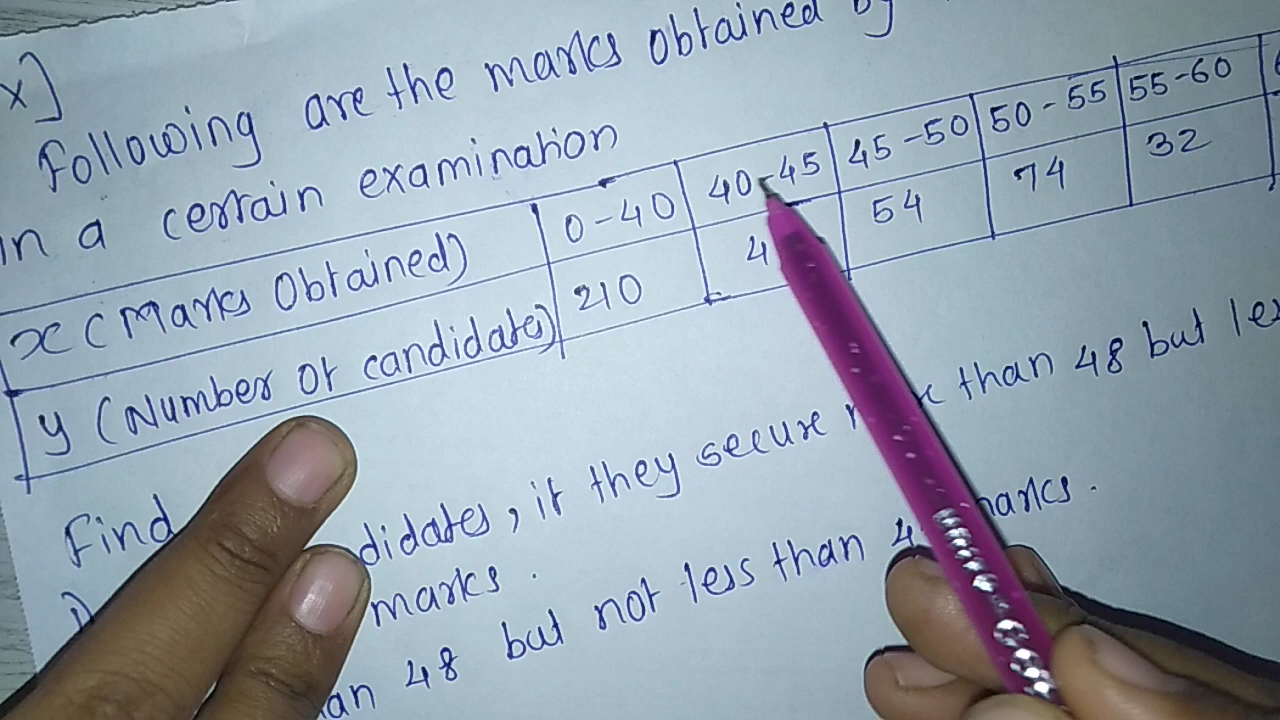 x]
Following are the marks obtained by
in a certain examination
x (Marks Obtained) 0-40 40-45 45-50 50-55 55-60
y (Number of candidates) 210 54 74 32
Find didates, if they secure than 48 but
marks.
48 but not less than marks.